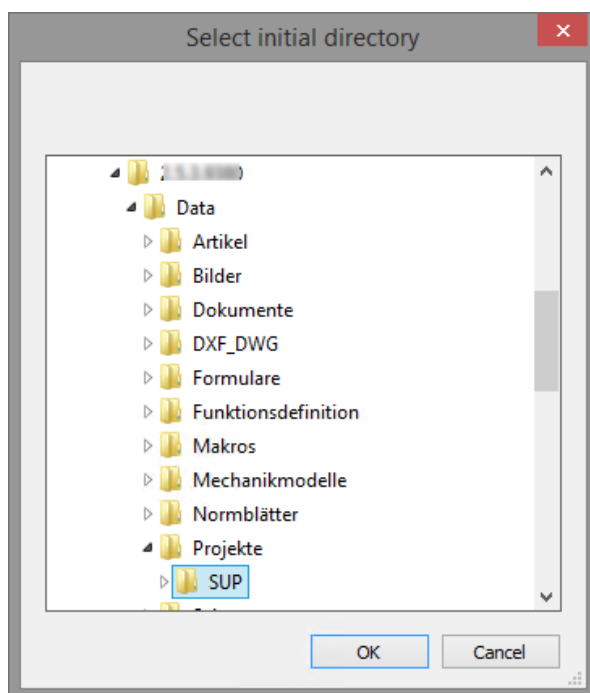 Select initial directory
Data
Artikel
Bilder
Dokumente
DXF_DWG
Formulare
Funktionsdefinition
Makros
Mechanikmodelle
Normblätter
Projekte
SUP
OK Cancel